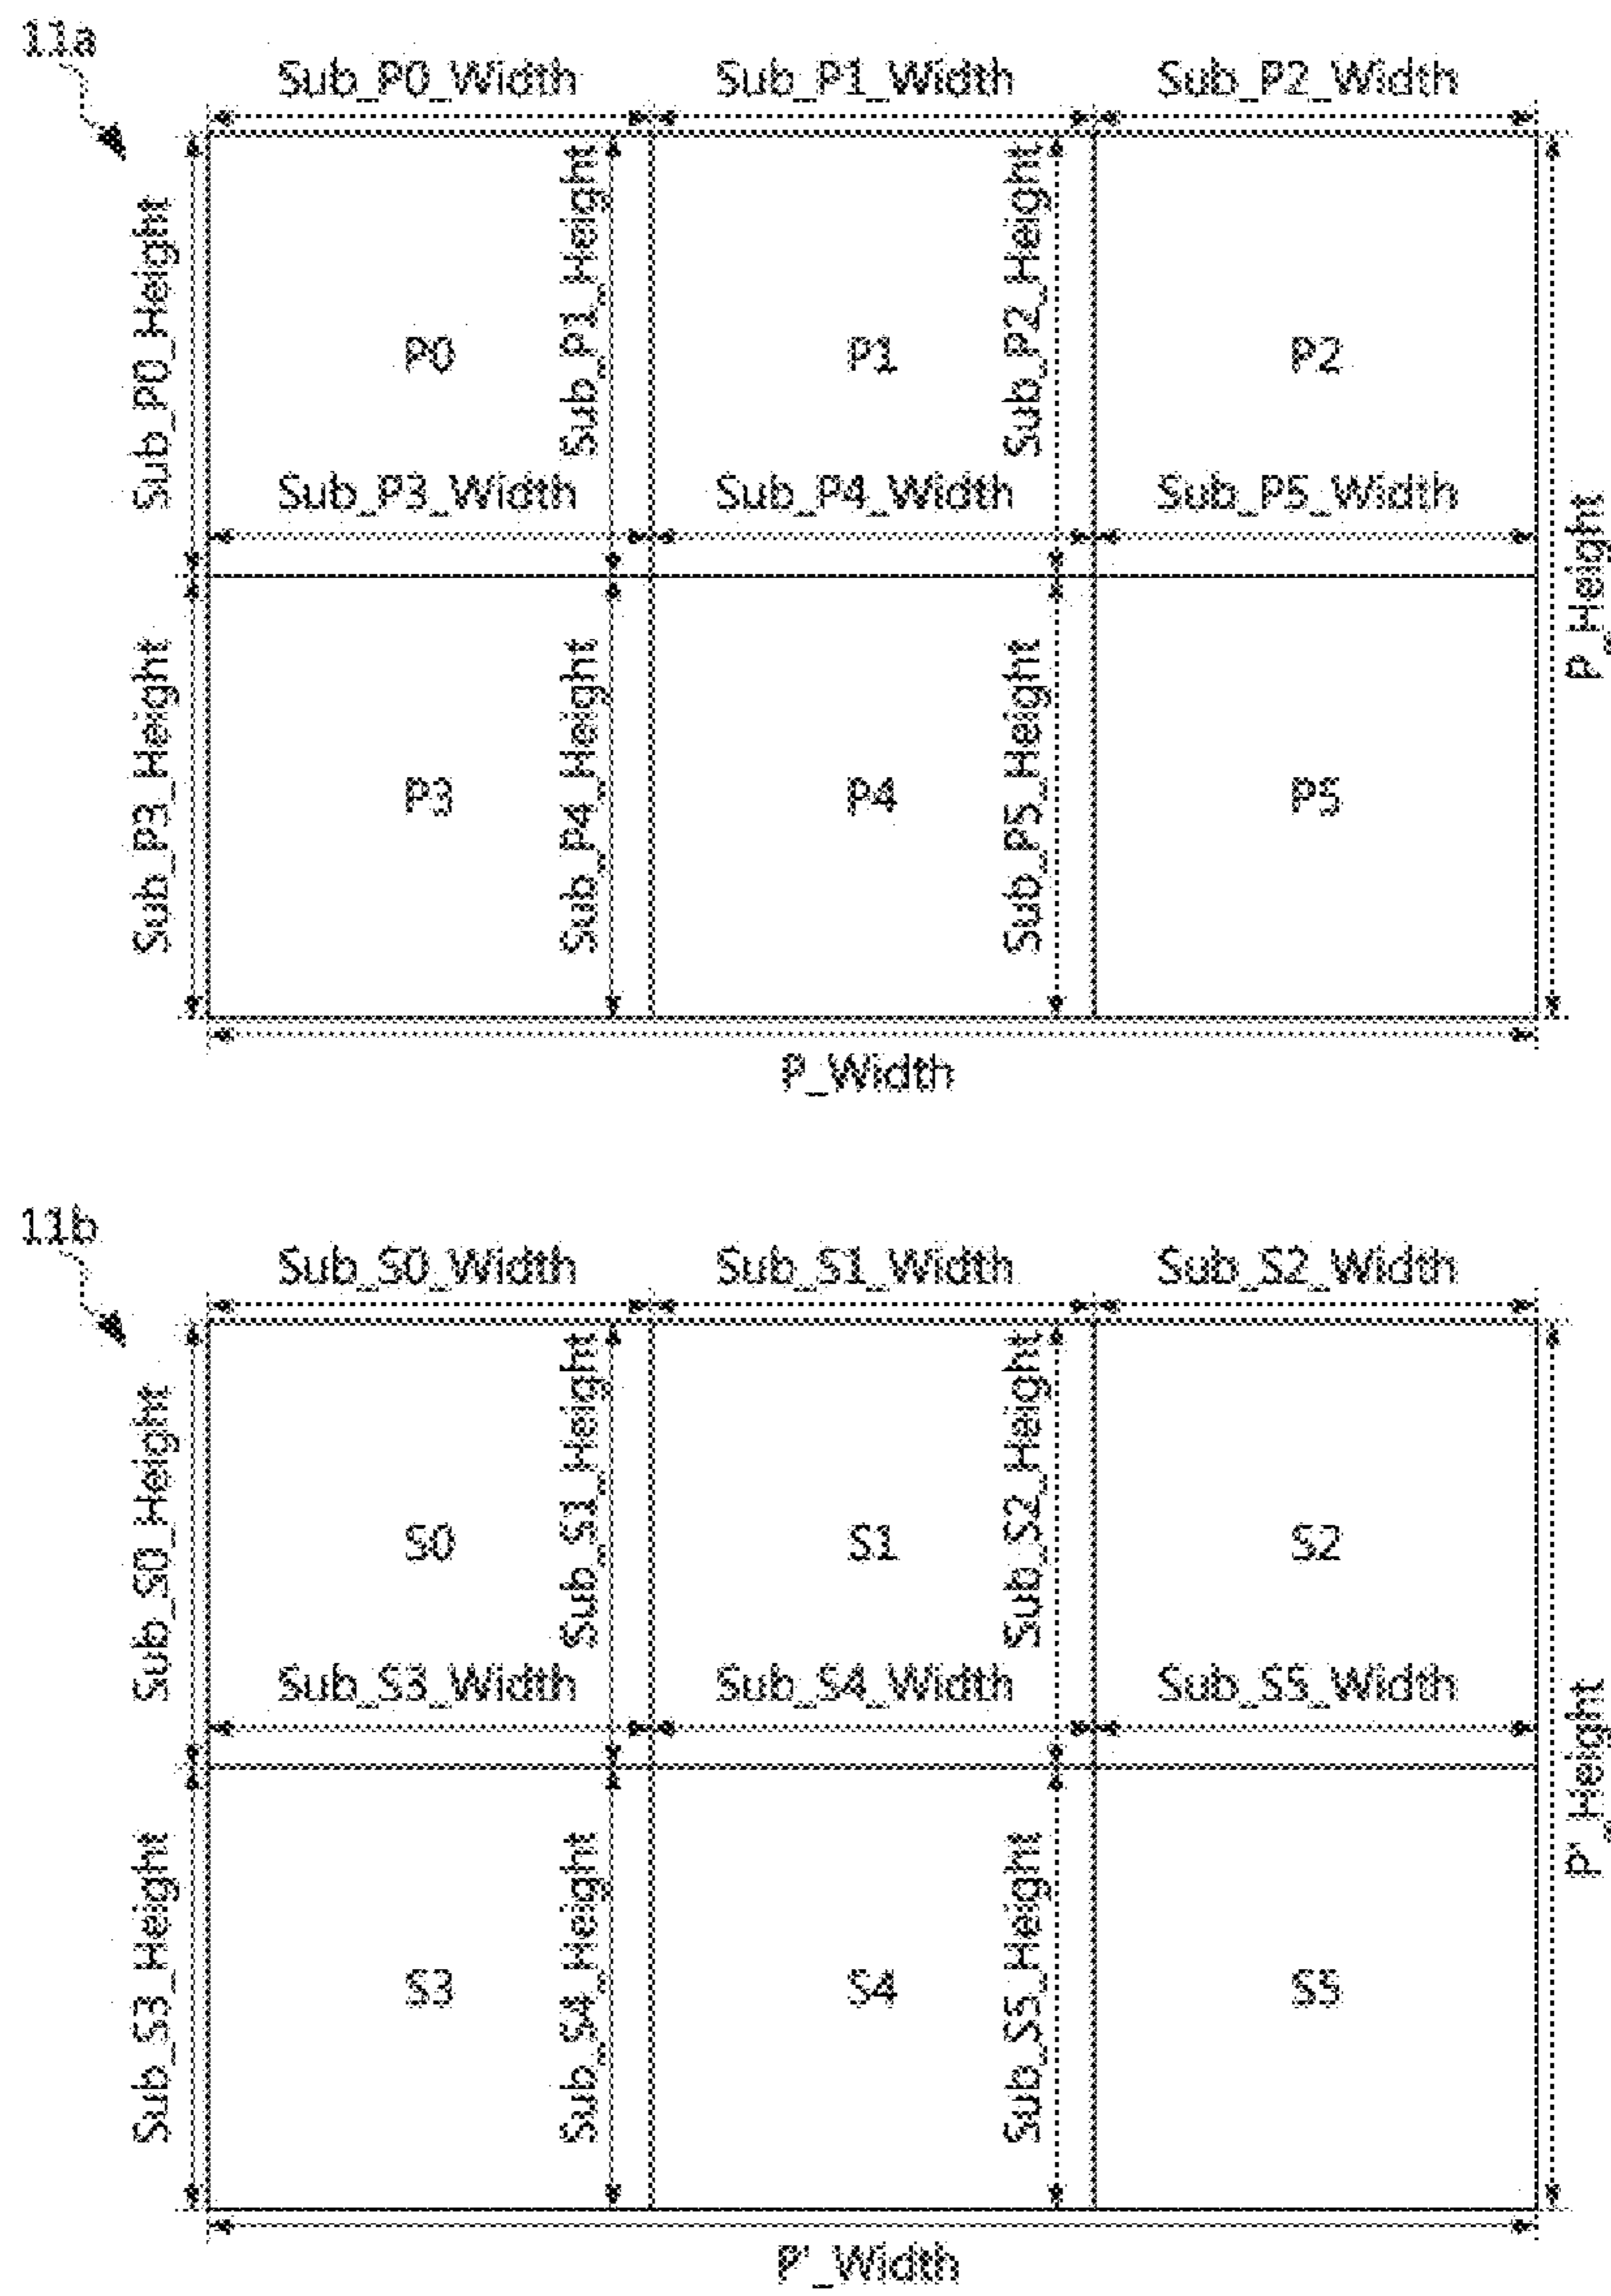 11a
Sub_P0_Width Sub_P1_Width Sub_P2_Width
Sub_P0_Height
Sub_P1_Height
Sub_P2_Height
P0 P1 P2
Sub_P3_Width Sub_P4_Width Sub_P5_Width
P_Height
Sub_P3_Height
Sub_P4_Height
Sub_P5_Height
P3 P4 P5
P_Width
11b
Sub_S0_Width Sub_S1_Width Sub_S2_Width
Sub_S0_Height
Sub_S1_Height
Sub_S2_Height
S0 S1 S2
Sub_S3_Width Sub_S4_Width Sub_S5_Width
P'_Height
Sub_S3_Height
Sub_S4_Height
Sub_S5_Height
S3 S4 S5
P'_Width